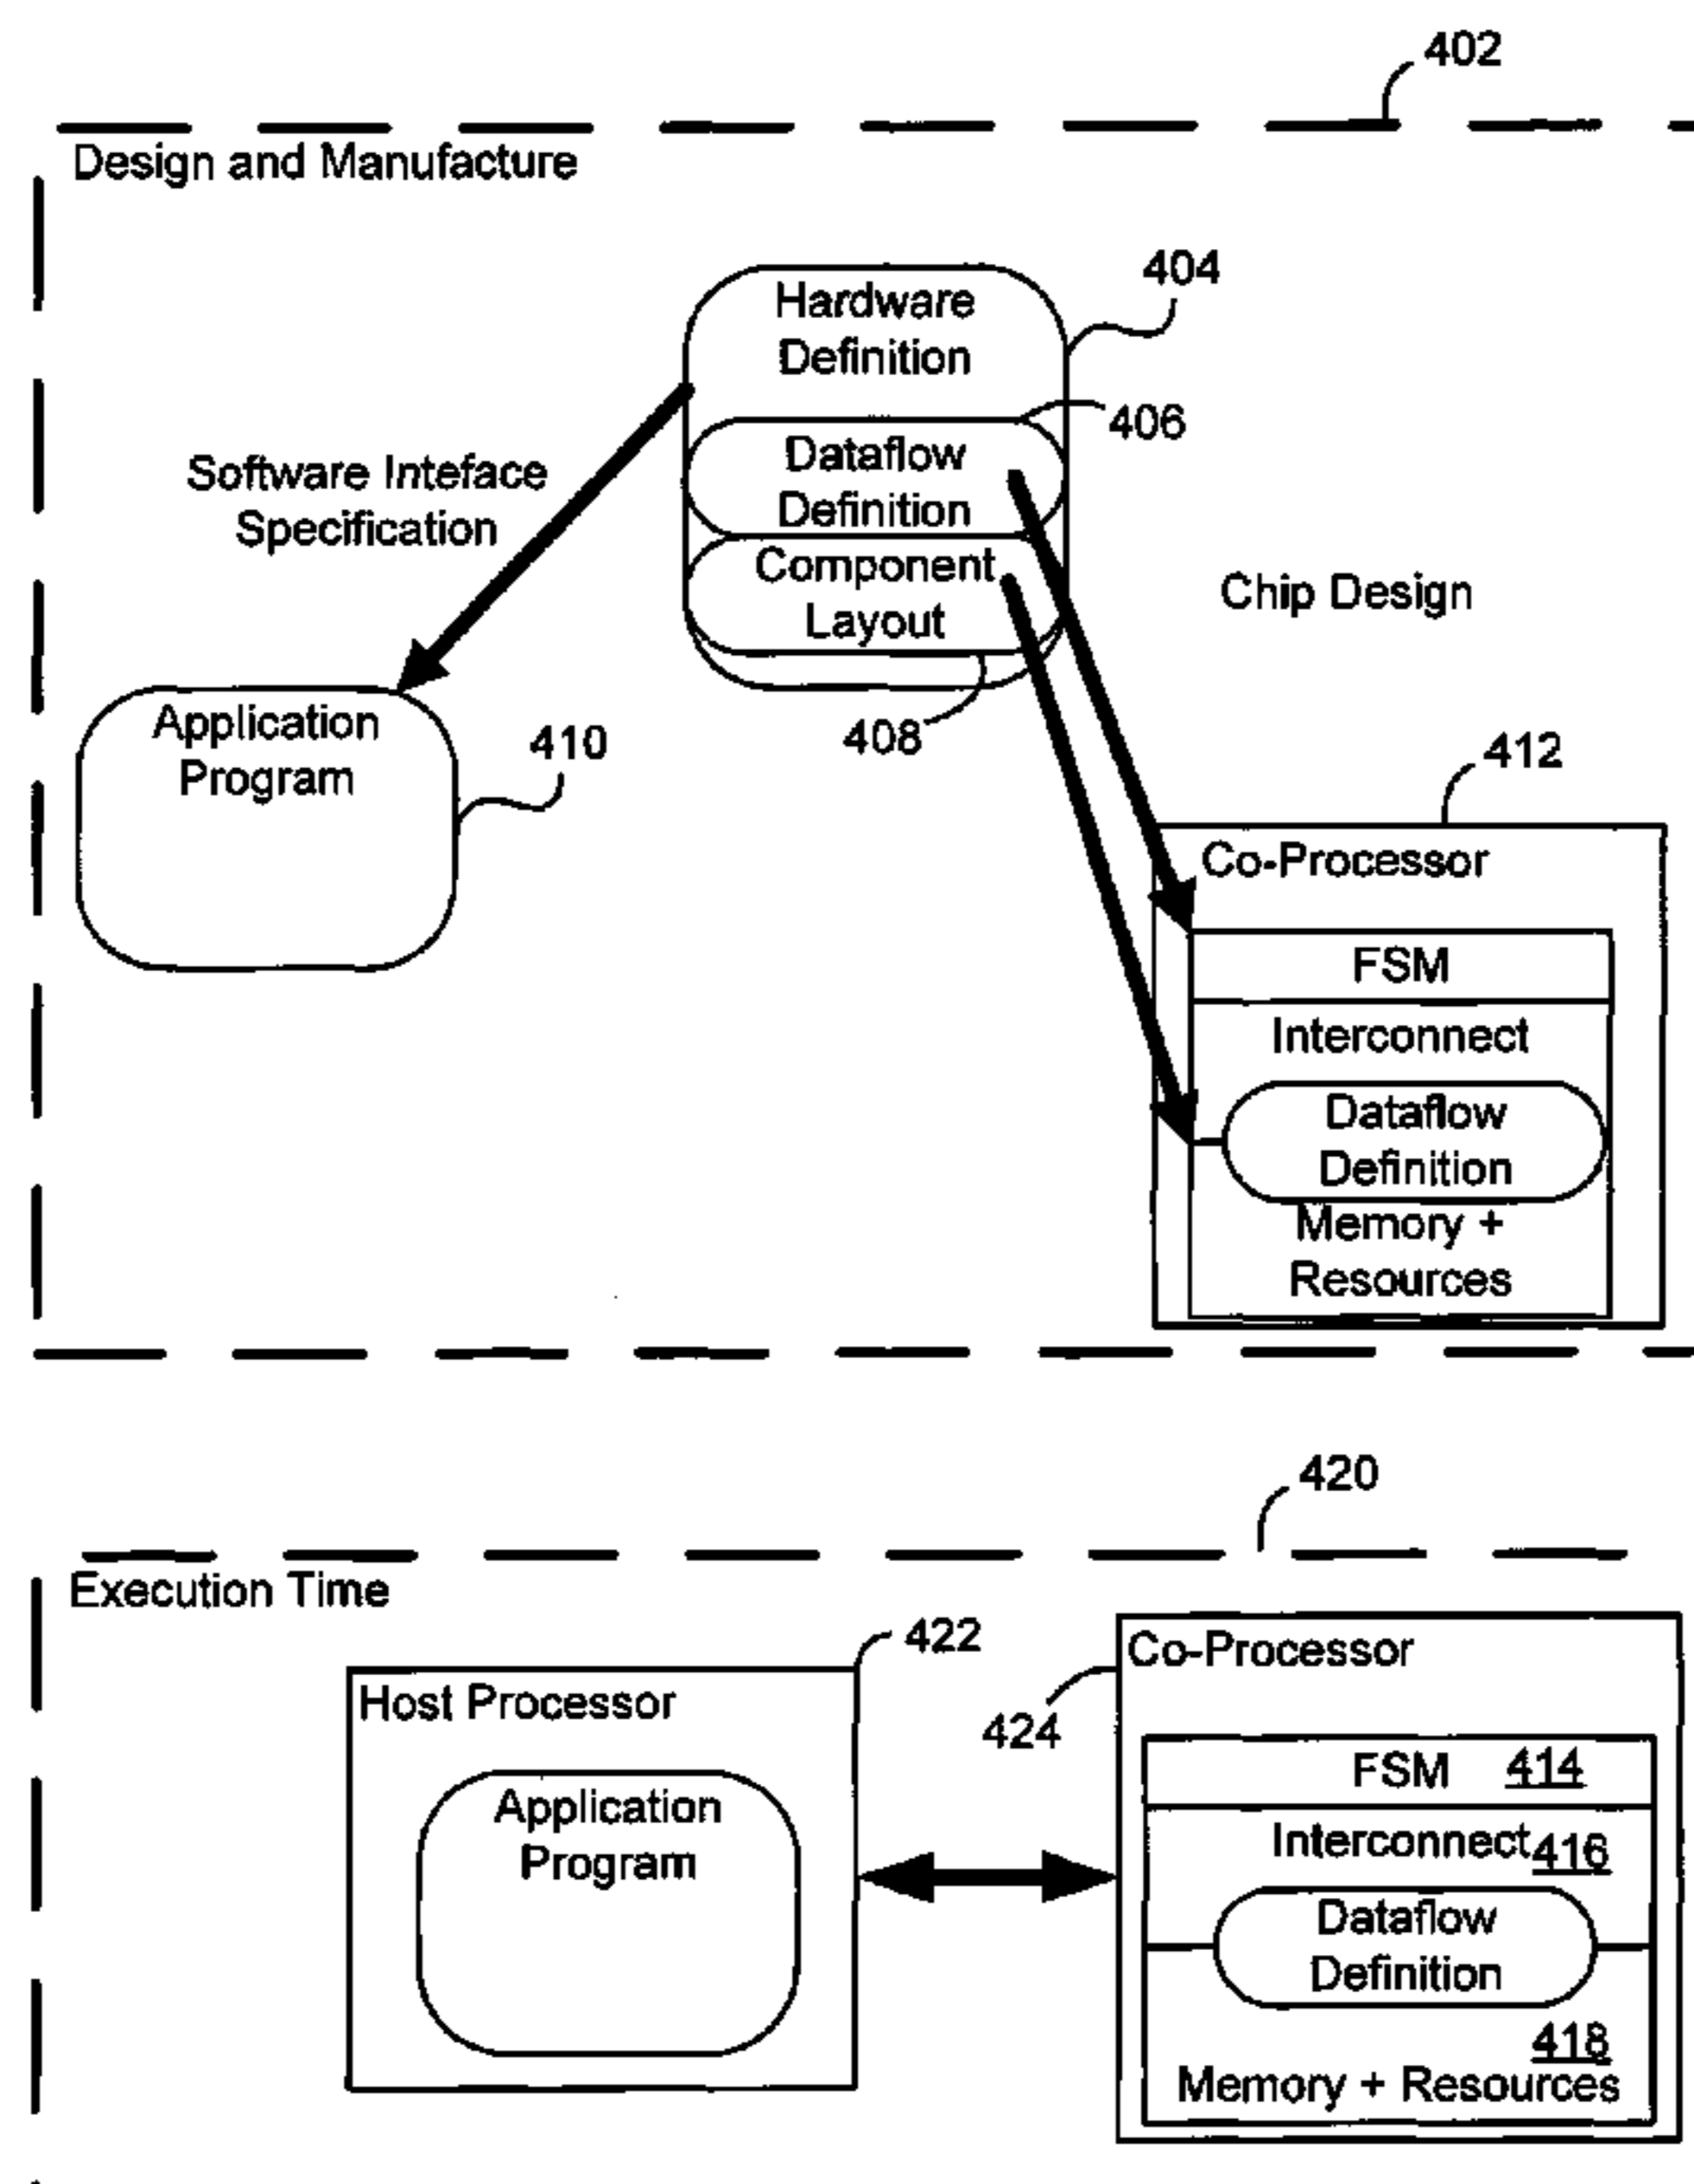 402
Design and Manufacture
404
Hardware
Definition
406
Dataflow
Definition
Software Inteface
Specification
Component
Layout
Chip Design
408
Application
Program
410
412
Co-Processor
FSM
Interconnect
Dataflow
Definition
Memory +
Resources
420
Execution Time
422
Co-Processor
Host Processor
424
FSM 414
Application
Program
Interconnect 416
Dataflow
Definition
418
Memory + Resources